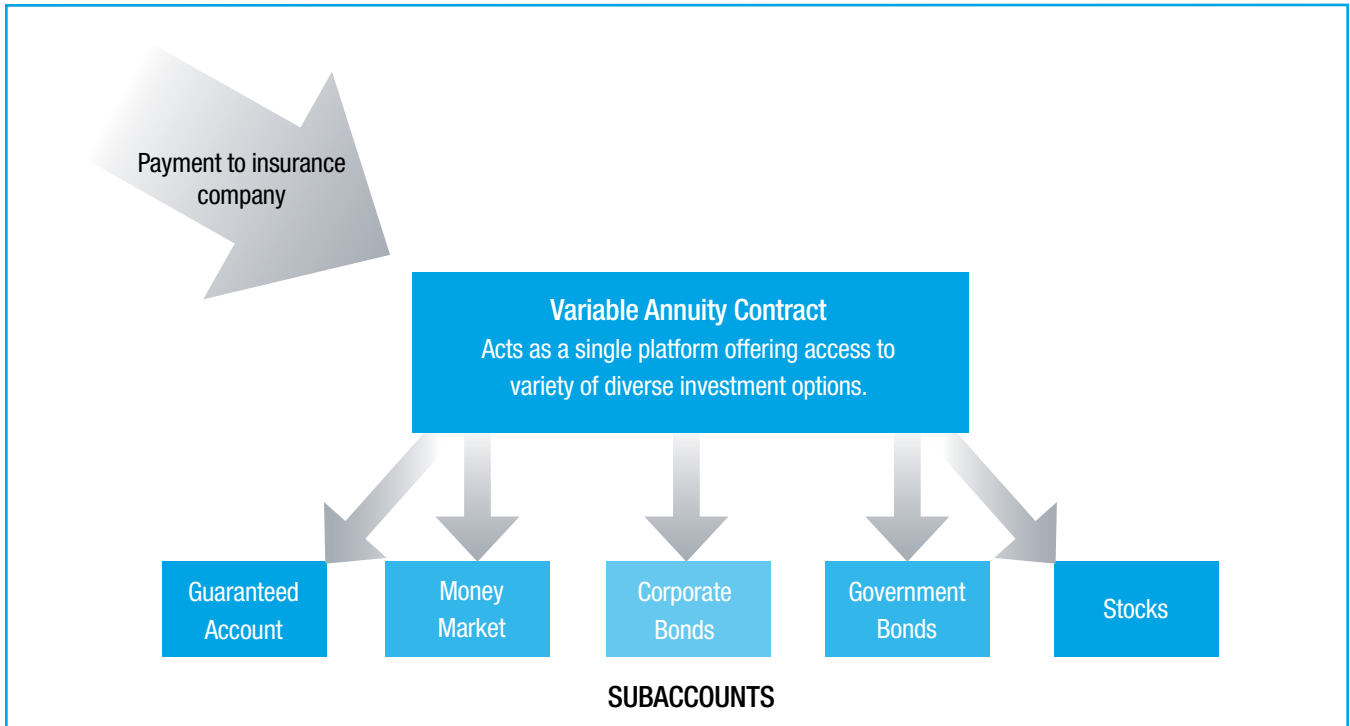 Payment to insurance
company
Variable Annuity Contract
Acts as a single platform offering access to
variety of diverse investment options.
Guaranteed
Account
Money
Market
Corporate
Bonds
Government
Bonds
Stocks
SUBACCOUNTS